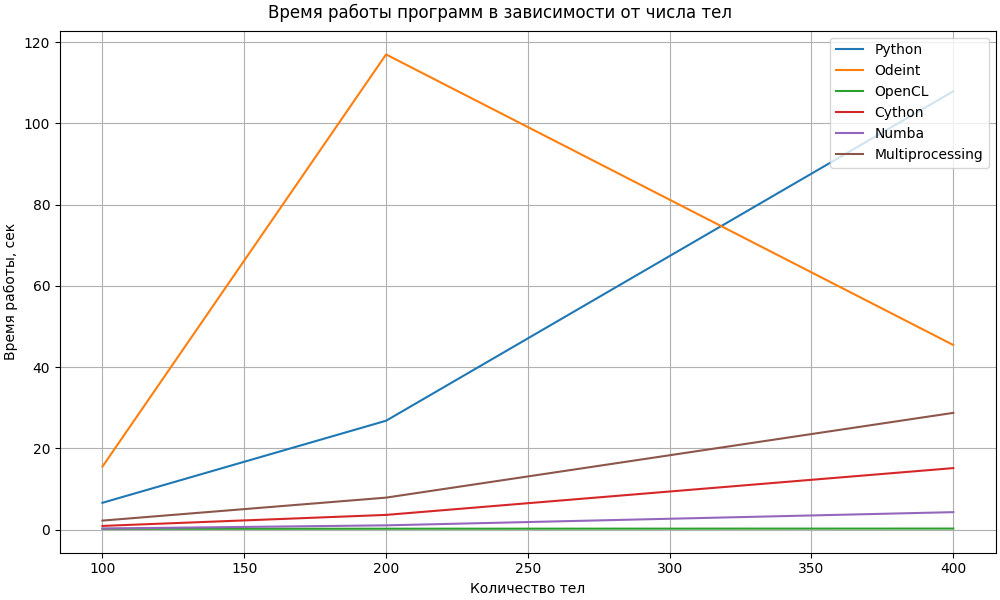 Время работы программ в зависимости от числа тел
120
100
80
60
40
20
0
Время работы, сек
100
150
200
250
300
350
400
Количество тел
Python
Odeint
OpenCL
Cython
Numba
Multiprocessing